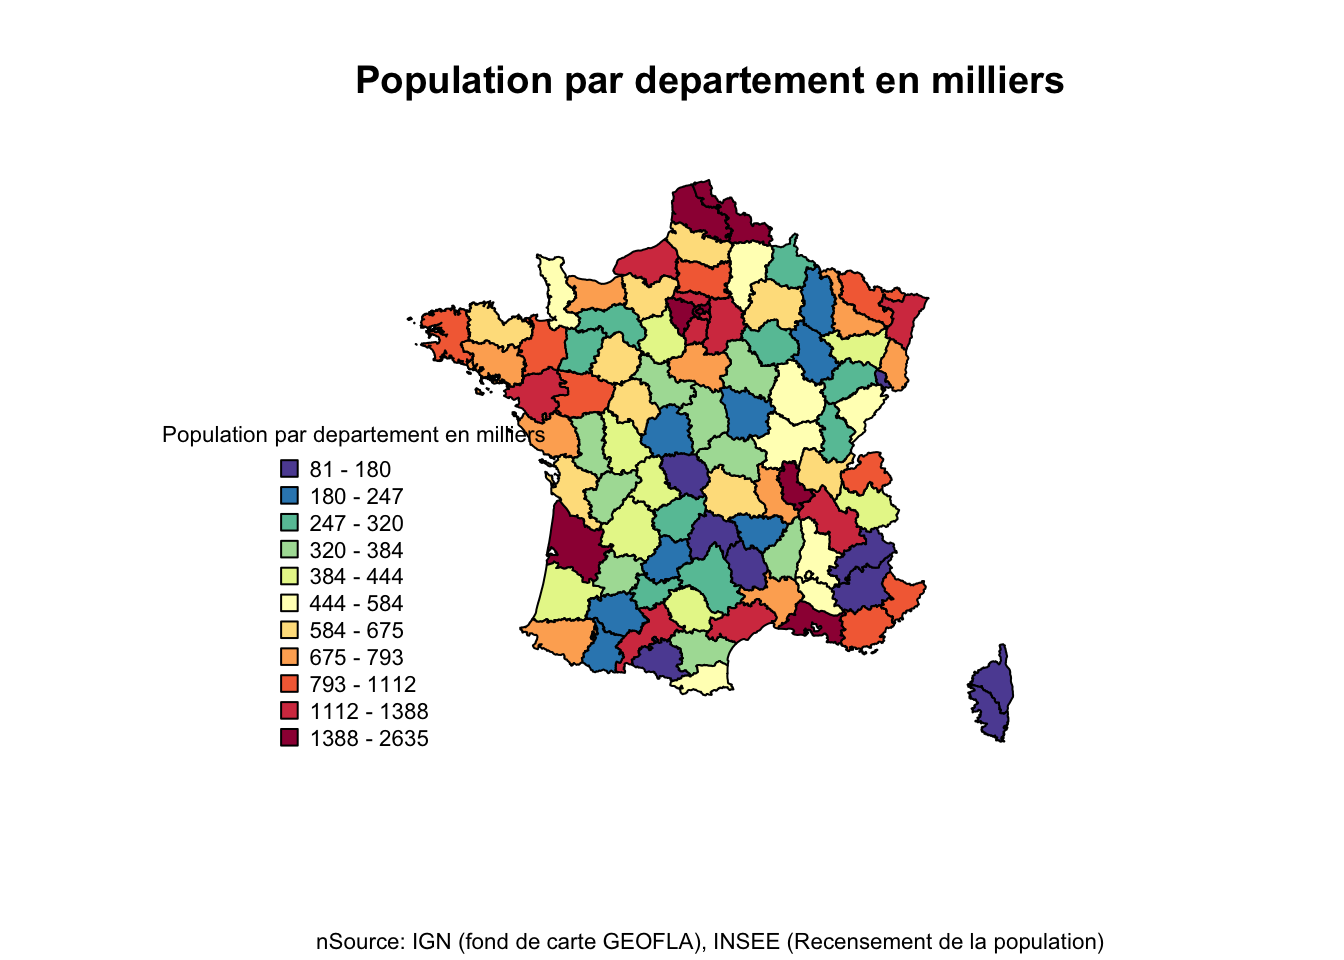 Population par departement en milliers
Population par departement en milliers
81 - 180
180 - 247
247 - 320
320 - 384
384 - 444
444 - 584
584 - 675
675 - 793
793 - 1112
1112 - 1388
1388 - 2635
nSource: IGN (fond de carte GEOFLA), INSEE (Recensement de la population)